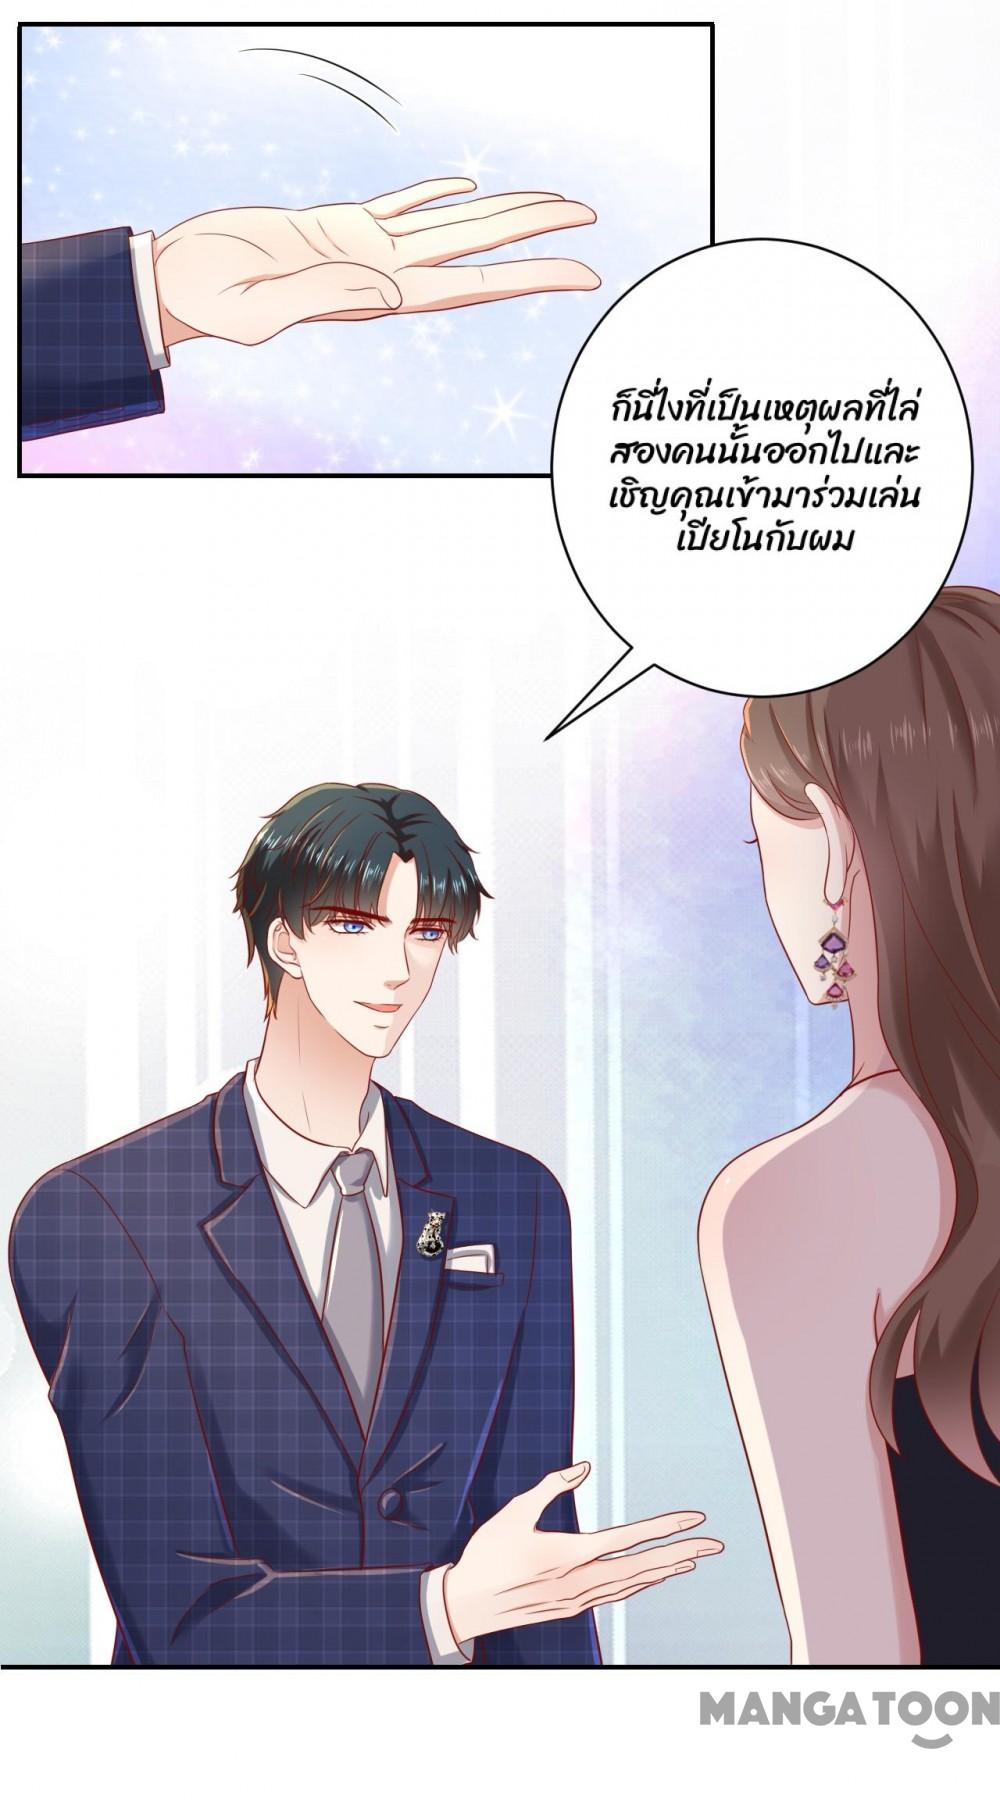 ก็นี่ไงที่เป็นเหตุผลที่ไล่
สองคนนั้นออกไปและ
เชิญคุณเข้ามาร่วมเล่น
เปียโนกับผม
MANGATOON